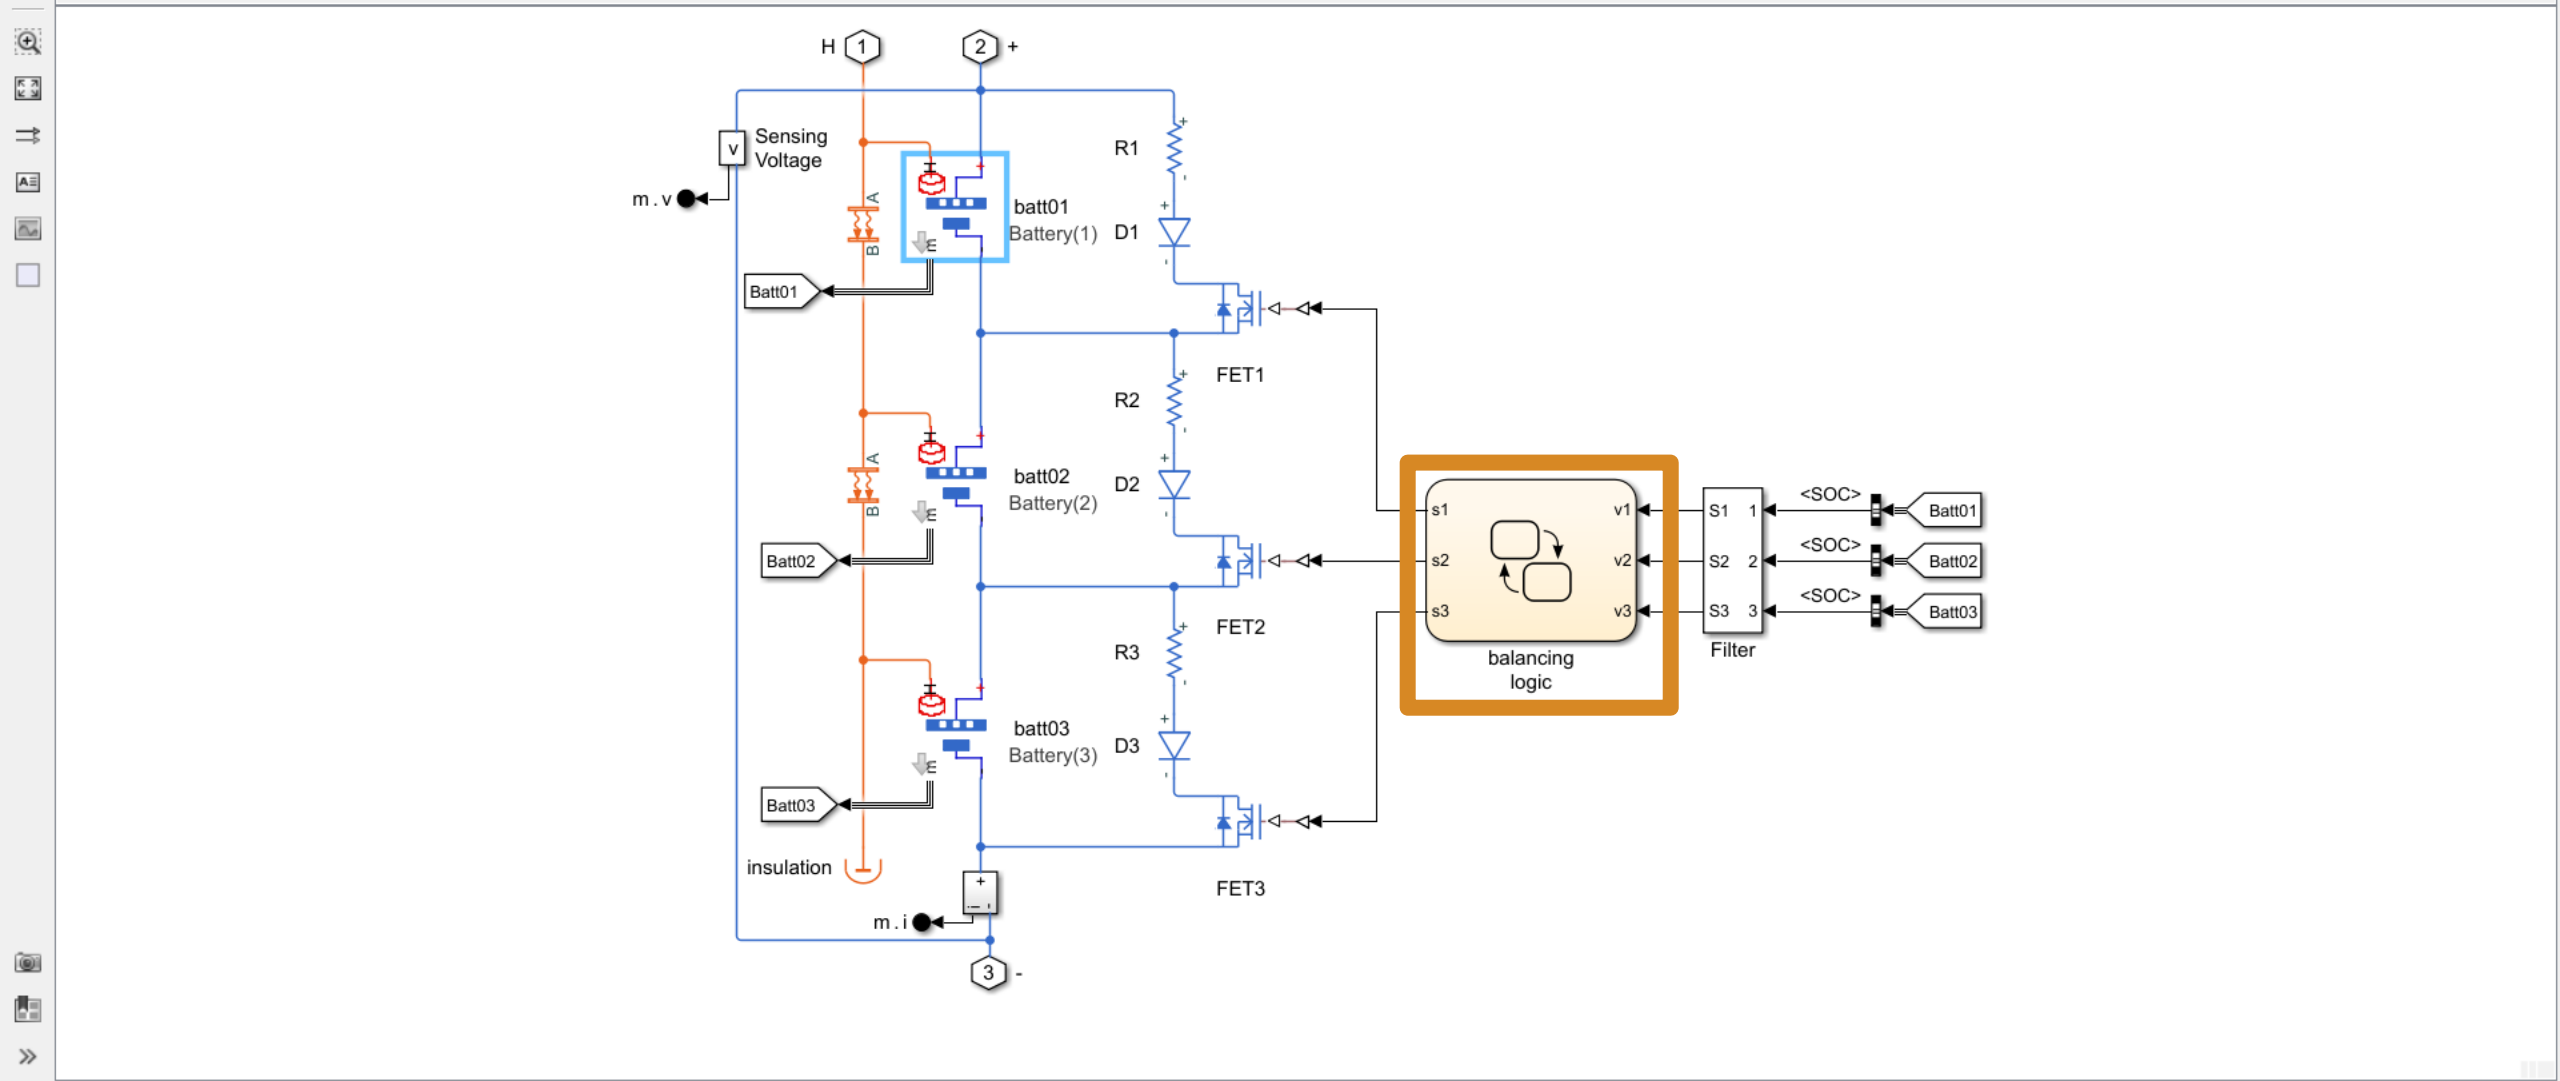 H 1
2 +
Sensing
Voltage
v
m.v
R1
+
-
A
B
batt01
Battery(1)
m
+
D1
+
-
Batt01
FET1
R2
+
-
A
B
batt02
Battery(2)
m
+
D2
+
-
Batt02
FET2
s1
s2
s3
v1
v2
v3
balancing
logic
S1 1
S2 2
S3 3
Filter
<SOC>
<SOC>
<SOC>
Batt01
Batt02
Batt03
R3
+
-
batt03
Battery(3)
m
+
D3
+
-
Batt03
insulation
FET3
+
-
m.i
3 -